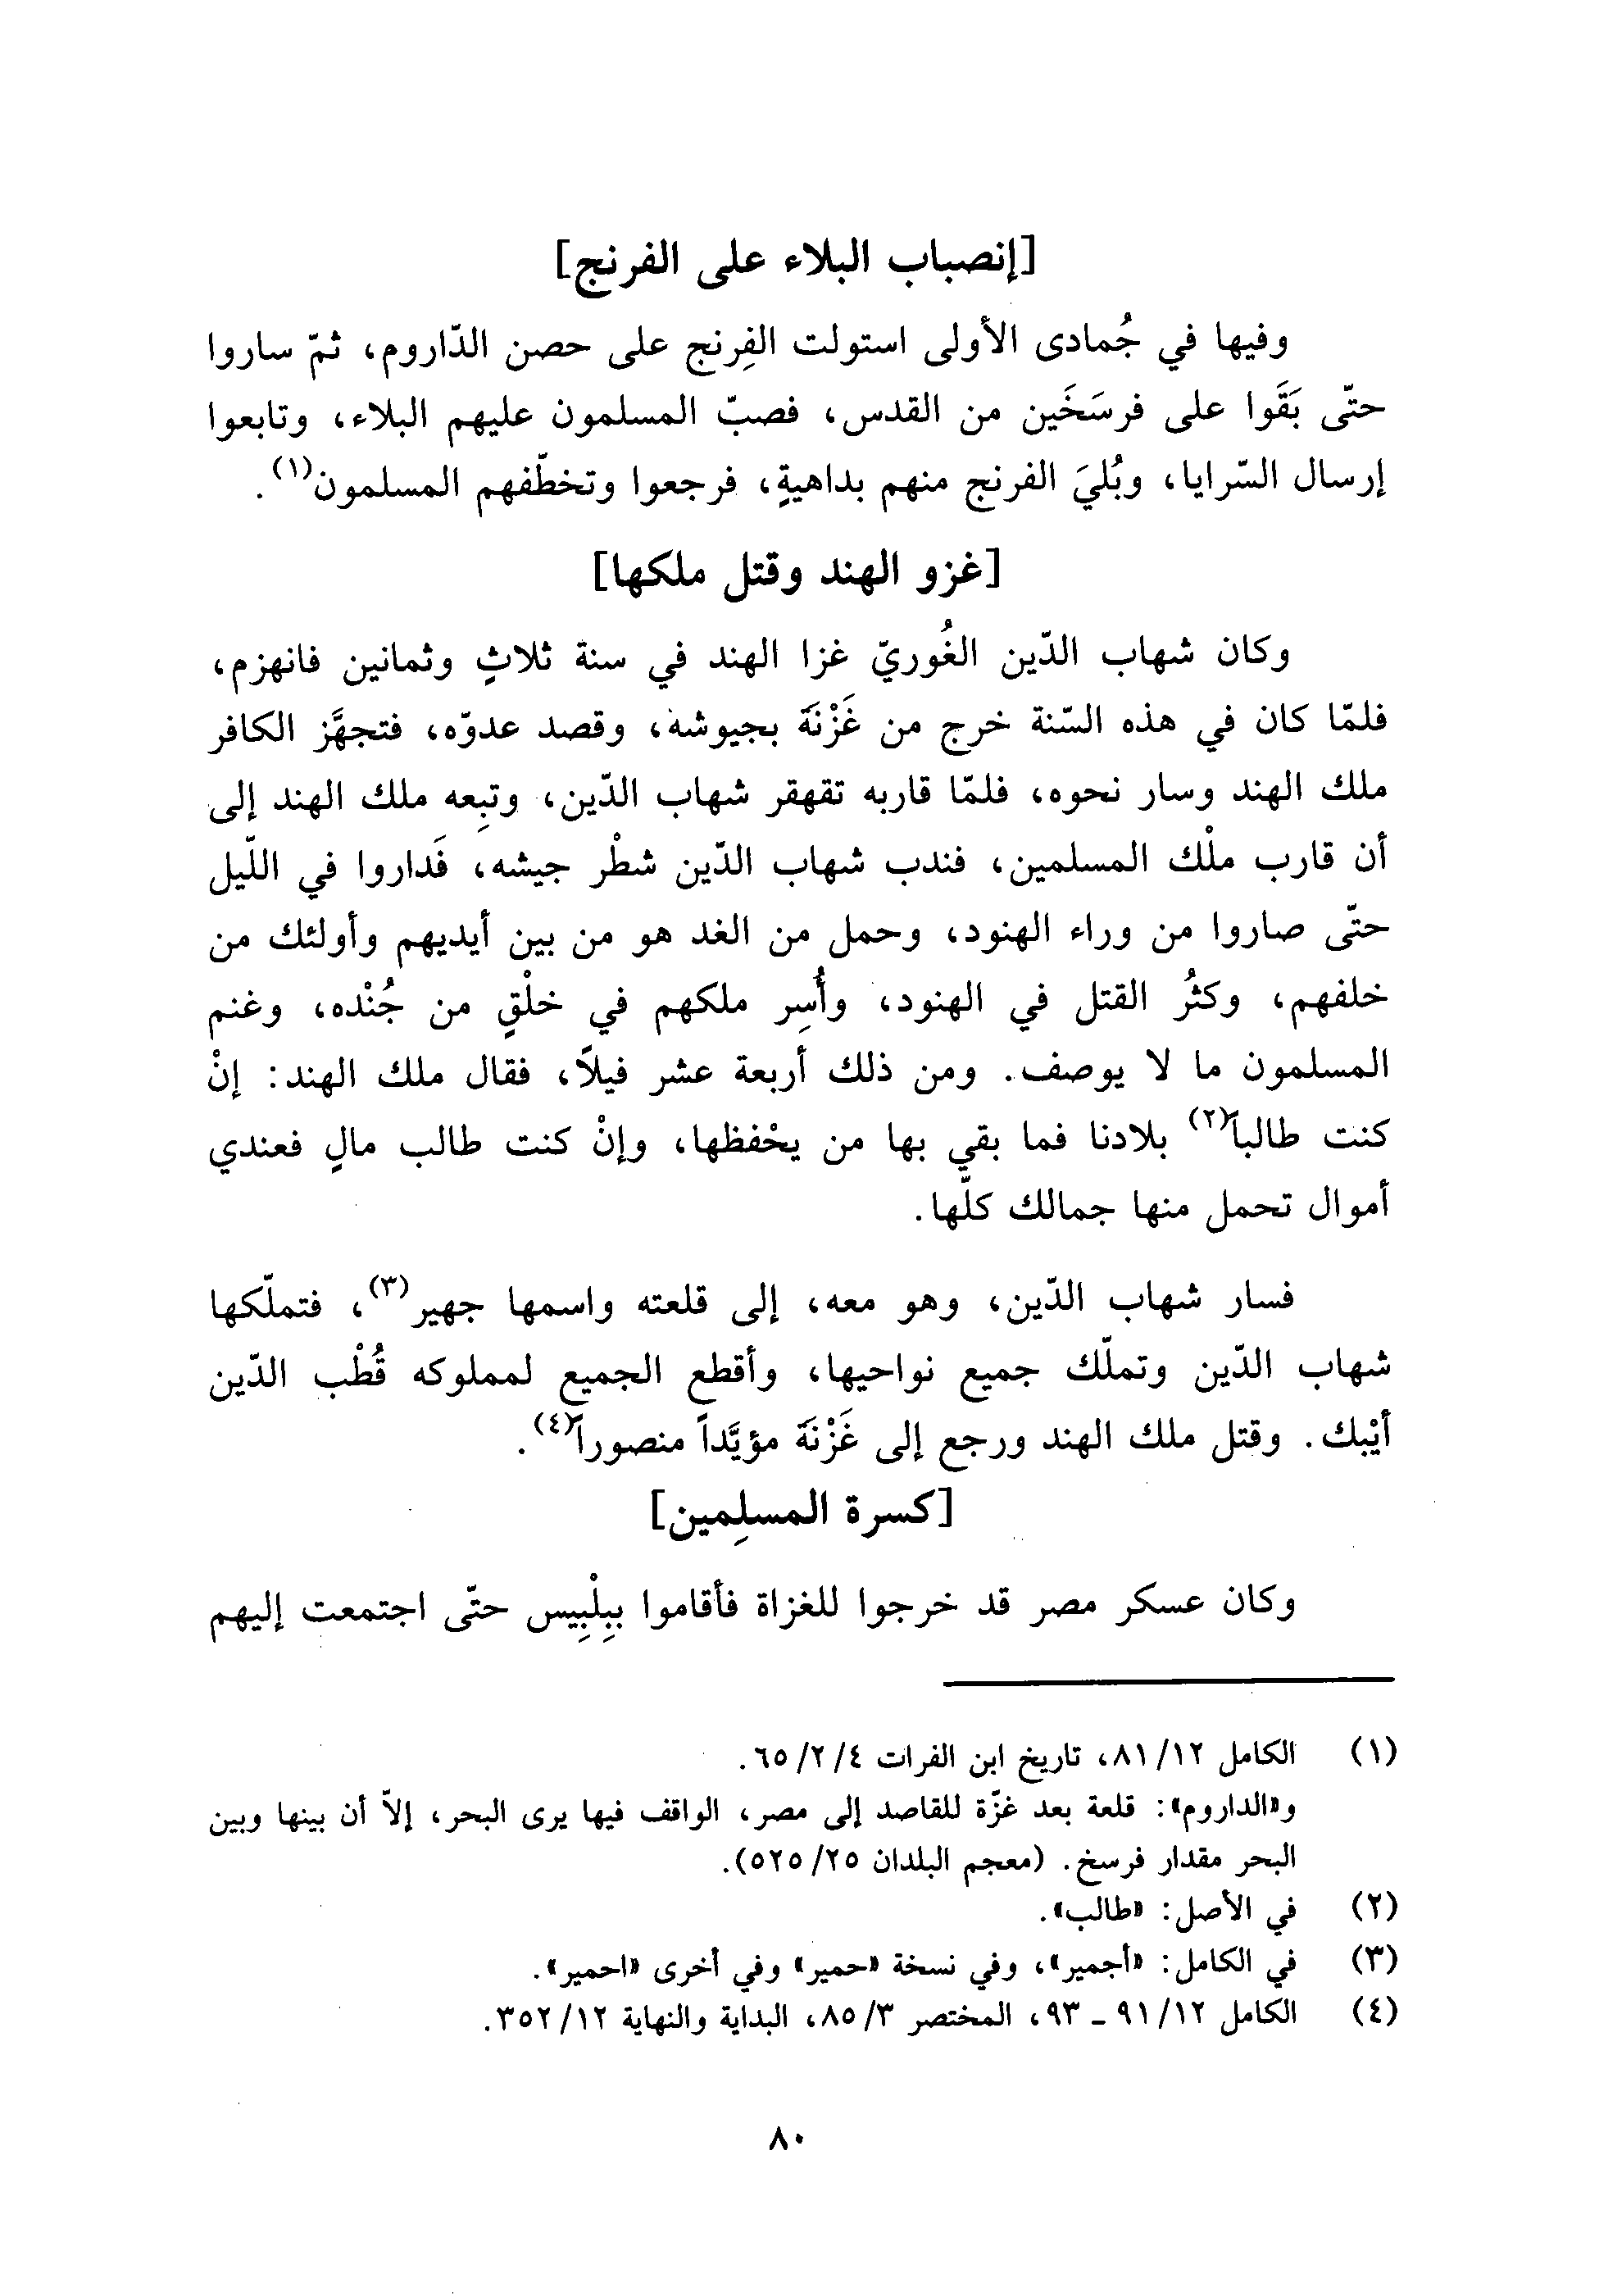 [إنصباب البلاء على الفرنج]
وفيها في جُمادى الأولى استولت الفِرنج على حصن الدّاروم، ثمّ ساروا
حتّى بَقَوا على فرسَخَين من القدس، فصبّ المسلمون عليهم البلاء، وتابعوا
إرسال السّرايا، وبُليَ الفرنج منهم بداهيةٍ، فرجعوا وتخطّفهم المسلمون(١).
[غزو الهند وقتل ملكها]
وكان شهاب الدّين الغُوريّ غزا الهند في سنة ثلاثٍ وثمانين فانهزم،
فلمّا كان في هذه السّنة خرج من غَزْنَة بجيوشه، وقصد عدوّه، فتجهَّز الكافر
ملك الهند وسار نحوه، فلمّا قاربه تقهقر شهاب الدّين، وتبِعه ملك الهند إلى
أن قارب ملْك المسلمين، فندب شهاب الدّين شطْر جيشه، فَداروا في اللّيل
حتّى صاروا من وراء الهنود، وحمل من الغد هو من بين أيديهم وأولئك من
خلفهم، وكثُر القتل في الهنود، وأُسِر ملكهم في خلْقٍ من جُنْده، وغنم
المسلمون ما لا يوصف. ومن ذلك أربعة عشر فيلاً، فقال ملك الهند: إنْ
كنت طالباً(٢) بلادنا فما بقي بها من يحْفظها، وإنْ كنت طالب مالٍ فعندي
أموال تحمل منها جمالك كلّها.
فسار شهاب الدّين، وهو معه، إلى قلعته واسمها جهير(٣)، فتملّكها
شهاب الدّين وتملّك جميع نواحيها، وأقطع الجميع لمملوكه قُطْب الدّين
أيْبك. وقتل ملك الهند ورجع إلى غَزْنَة مؤيَّداً منصوراً(٤).
[كسرة المسلِمين]
وكان عسكر مصر قد خرجوا للغزاة فأقاموا ببِلْبِيس حتّى اجتمعت إليهم
(١) الكامل ٨١/١٢، تاريخ ابن الفرات ٦٥/٢/٤.
و«الداروم»: قلعة بعد غزّة للقاصد إلى مصر، الواقف فيها يرى البحر، إلاّ أن بينها وبين
البحر مقدار فرسخ. (معجم البلدان ٥٢٥/٢٥).
(٢) في الأصل: «طالب».
(٣) في الكامل: «أجمير»، وفي نسخة «حمير» وفي أخرى «احمير».
(٤) الكامل ٩١/١٢ - ٩٣، المختصر ٨٥/٣، البداية والنهاية ٣٥٢/١٢.
٨٠